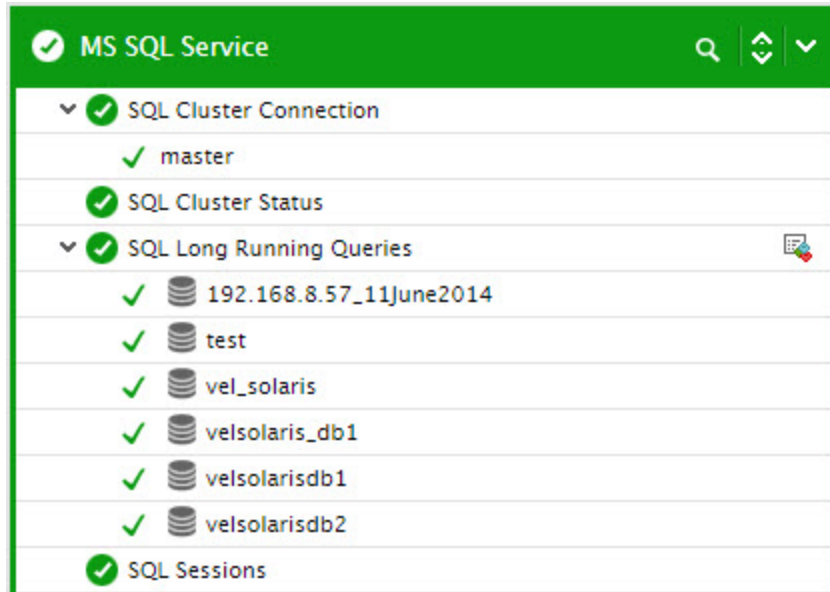 MS SQL Service
SQL Cluster Connection
master
SQL Cluster Status
SQL Long Running Queries
192.168.8.57_11June2014
test
vel_solaris
velsolaris_db1
velsolarisdb1
velsolarisdb2
SQL Sessions